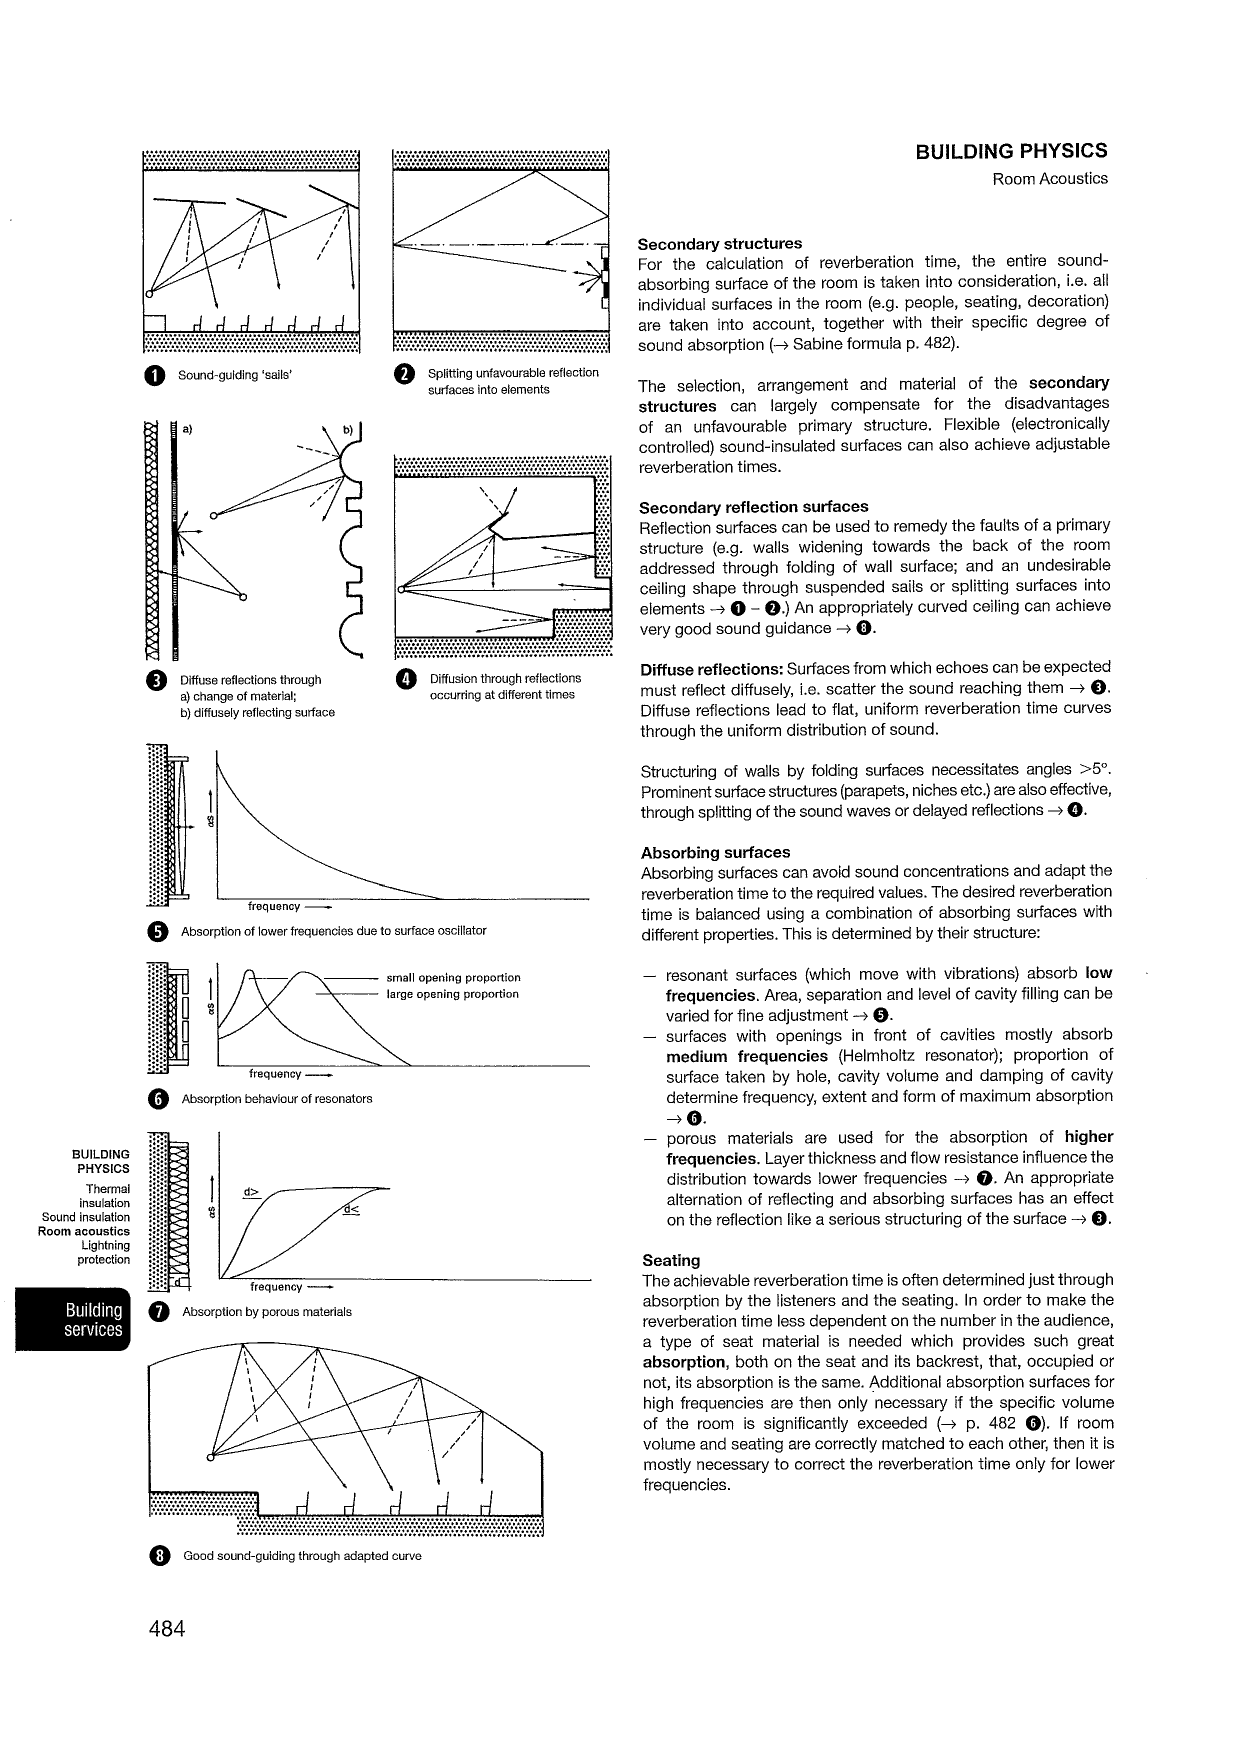 BUILDING PHYSICS
Room Acoustics
❶ Sound-guiding ‘sails’
❷ Splitting unfavourable reflection
surfaces into elements
a)
b)
❸ Diffuse reflections through
a) change of material;
b) diffusely reflecting surface
❹ Diffusion through reflections
occurring at different times
αs →
frequency →
❺ Absorption of lower frequencies due to surface oscillator
αs →
small opening proportion
large opening proportion
frequency →
❻ Absorption behaviour of resonators
αs →
d>
d<
d
frequency →
❼ Absorption by porous materials
❽ Good sound-guiding through adapted curve
BUILDING
PHYSICS
Thermal
insulation
Sound insulation
Room acoustics
Lightning
protection
Building
services
Secondary structures
For the calculation of reverberation time, the entire sound-
absorbing surface of the room is taken into consideration, i.e. all
individual surfaces in the room (e.g. people, seating, decoration)
are taken into account, together with their specific degree of
sound absorption (→ Sabine formula p. 482).
The selection, arrangement and material of the secondary
structures can largely compensate for the disadvantages
of an unfavourable primary structure. Flexible (electronically
controlled) sound-insulated surfaces can also achieve adjustable
reverberation times.
Secondary reflection surfaces
Reflection surfaces can be used to remedy the faults of a primary
structure (e.g. walls widening towards the back of the room
addressed through folding of wall surface; and an undesirable
ceiling shape through suspended sails or splitting surfaces into
elements → ❶ – ❷.) An appropriately curved ceiling can achieve
very good sound guidance → ❽.
Diffuse reflections: Surfaces from which echoes can be expected
must reflect diffusely, i.e. scatter the sound reaching them → ❸.
Diffuse reflections lead to flat, uniform reverberation time curves
through the uniform distribution of sound.
Structuring of walls by folding surfaces necessitates angles >5°.
Prominent surface structures (parapets, niches etc.) are also effective,
through splitting of the sound waves or delayed reflections → ❹.
Absorbing surfaces
Absorbing surfaces can avoid sound concentrations and adapt the
reverberation time to the required values. The desired reverberation
time is balanced using a combination of absorbing surfaces with
different properties. This is determined by their structure:
– resonant surfaces (which move with vibrations) absorb low
frequencies. Area, separation and level of cavity filling can be
varied for fine adjustment → ❺.
– surfaces with openings in front of cavities mostly absorb
medium frequencies (Helmholtz resonator); proportion of
surface taken by hole, cavity volume and damping of cavity
determine frequency, extent and form of maximum absorption
→ ❻.
– porous materials are used for the absorption of higher
frequencies. Layer thickness and flow resistance influence the
distribution towards lower frequencies → ❼. An appropriate
alternation of reflecting and absorbing surfaces has an effect
on the reflection like a serious structuring of the surface → ❸.
Seating
The achievable reverberation time is often determined just through
absorption by the listeners and the seating. In order to make the
reverberation time less dependent on the number in the audience,
a type of seat material is needed which provides such great
absorption, both on the seat and its backrest, that, occupied or
not, its absorption is the same. Additional absorption surfaces for
high frequencies are then only necessary if the specific volume
of the room is significantly exceeded (→ p. 482 ❻). If room
volume and seating are correctly matched to each other, then it is
mostly necessary to correct the reverberation time only for lower
frequencies.
484